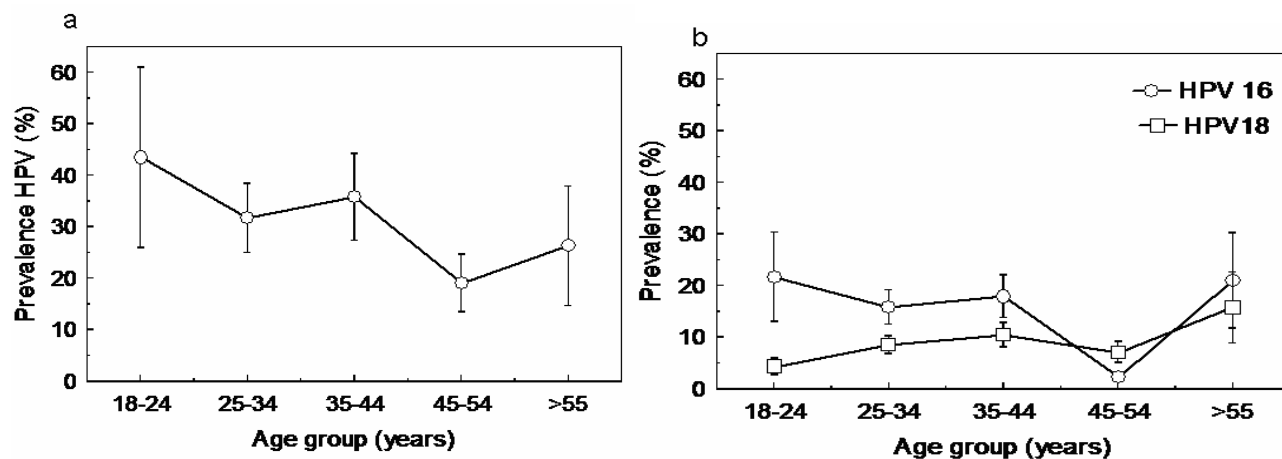 a
Prevalence HPV (%)
60
50
40
30
20
10
0
18-24 25-34 35-44 45-54 >55
Age group (years)
b
Prevalence (%)
60
50
40
30
20
10
0
HPV 16
HPV18
18-24 25-34 35-44 45-54 >55
Age group (years)